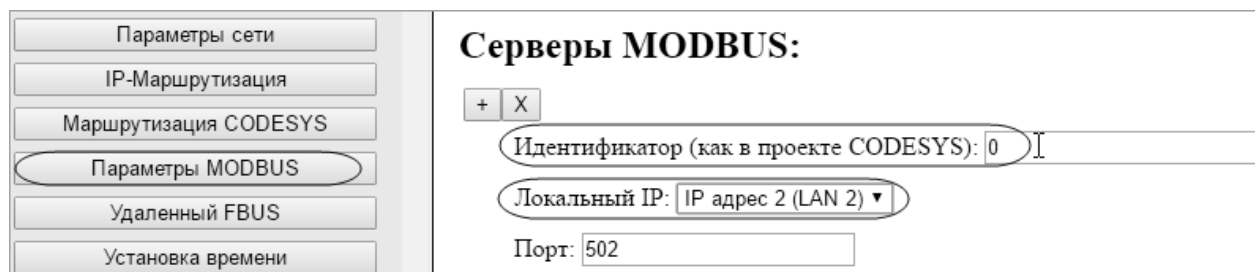 Параметры сети
IP-Маршрутизация
Маршрутизация CODESYS
Параметры MODBUS
Удаленный FBUS
Установка времени
Серверы MODBUS:
+ X
Идентификатор (как в проекте CODESYS): 0
Локальный IP: IP адрес 2 (LAN 2)
Порт: 502